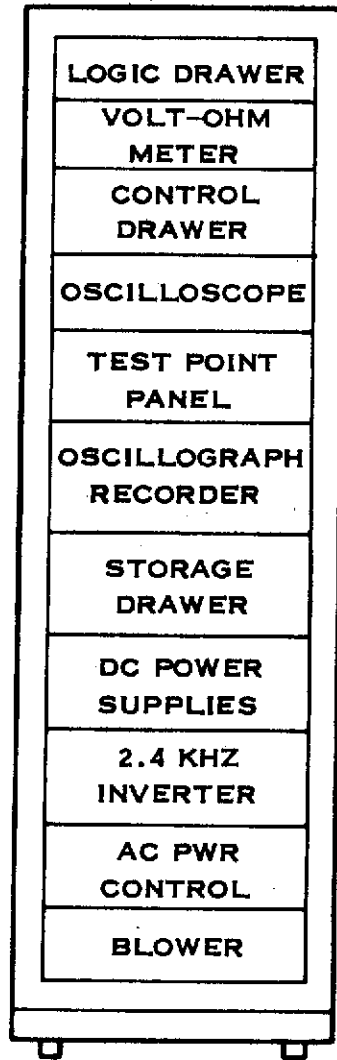 LOGIC DRAWER
VOLT-OHM
METER
CONTROL
DRAWER
OSCILLOSCOPE
TEST POINT
PANEL
OSCILLOGRAPH
RECORDER
STORAGE
DRAWER
DC POWER
SUPPLIES
2.4 KHZ
INVERTER
AC PWR
CONTROL
BLOWER